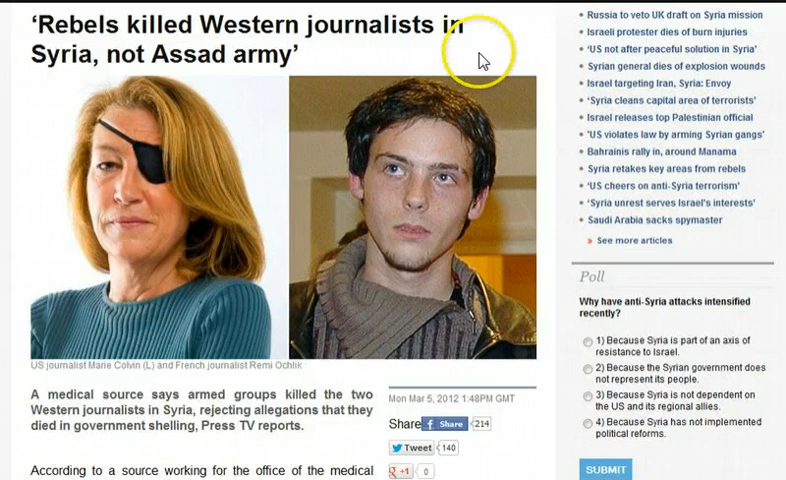 ‘Rebels killed Western journalists in
Syria, not Assad army’
US journalist Marie Colvin (L) and French journalist Remi Ochlik
A medical source says armed groups killed the two
Western journalists in Syria, rejecting allegations that they
died in government shelling, Press TV reports.
According to a source working for the office of the medical
Mon Mar 5, 2012 1:48PM GMT
Share f Share 214
Tweet 140
+1 0
Russia to veto UK draft on Syria mission
Israeli protester dies of burn injuries
'US not after peaceful solution in Syria'
Syrian general dies of explosion wounds
Israel targeting Iran, Syria: Envoy
'Syria cleans capital area of terrorists'
Israel releases top Palestinian official
'US violates law by arming Syrian gangs'
Bahrainis rally in, around Manama
Syria retakes key areas from rebels
'US cheers on anti-Syria terrorism'
'Syria unrest serves Israel's interests'
Saudi Arabia sacks spymaster
» See more articles
Poll
Why have anti-Syria attacks intensified
recently?
1) Because Syria is part of an axis of
resistance to Israel.
2) Because the Syrian government does
not represent its people.
3) Because Syria is not dependent on
the US and its regional allies.
4) Because Syria has not implemented
political reforms.
SUBMIT